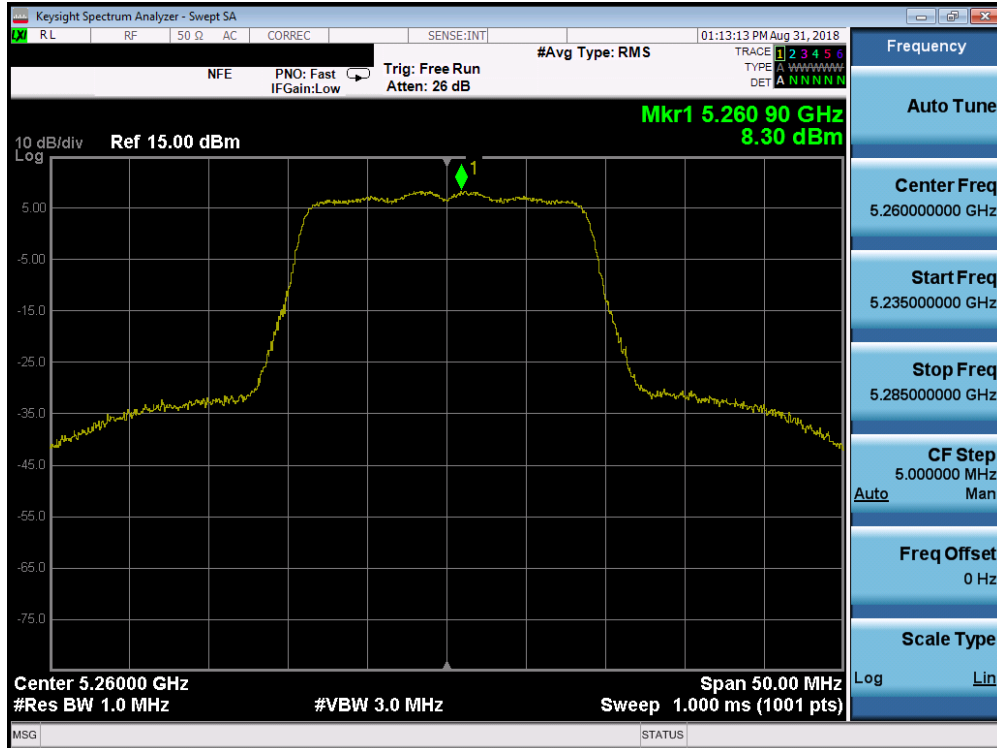 Keysight Spectrum Analyzer - Swept SA
LXI RL RF 50 Ω AC CORREC SENSE:INT 01:13:13 PM Aug 31, 2018
#Avg Type: RMS TRACE 1 2 3 4 5 6
NFE PNO: Fast Trig: Free Run TYPE A WWWWW
IFGain:Low Atten: 26 dB DET A N N N N N
Mkr1 5.260 90 GHz
8.30 dBm
10 dB/div Ref 15.00 dBm
Log
1
5.00
-5.00
-15.0
-25.0
-35.0
-45.0
-55.0
-65.0
-75.0
Center 5.26000 GHz Span 50.00 MHz
#Res BW 1.0 MHz #VBW 3.0 MHz Sweep 1.000 ms (1001 pts)
MSG STATUS
Frequency
Auto Tune
Center Freq
5.260000000 GHz
Start Freq
5.235000000 GHz
Stop Freq
5.285000000 GHz
CF Step
5.000000 MHz
Auto Man
Freq Offset
0 Hz
Scale Type
Log Lin